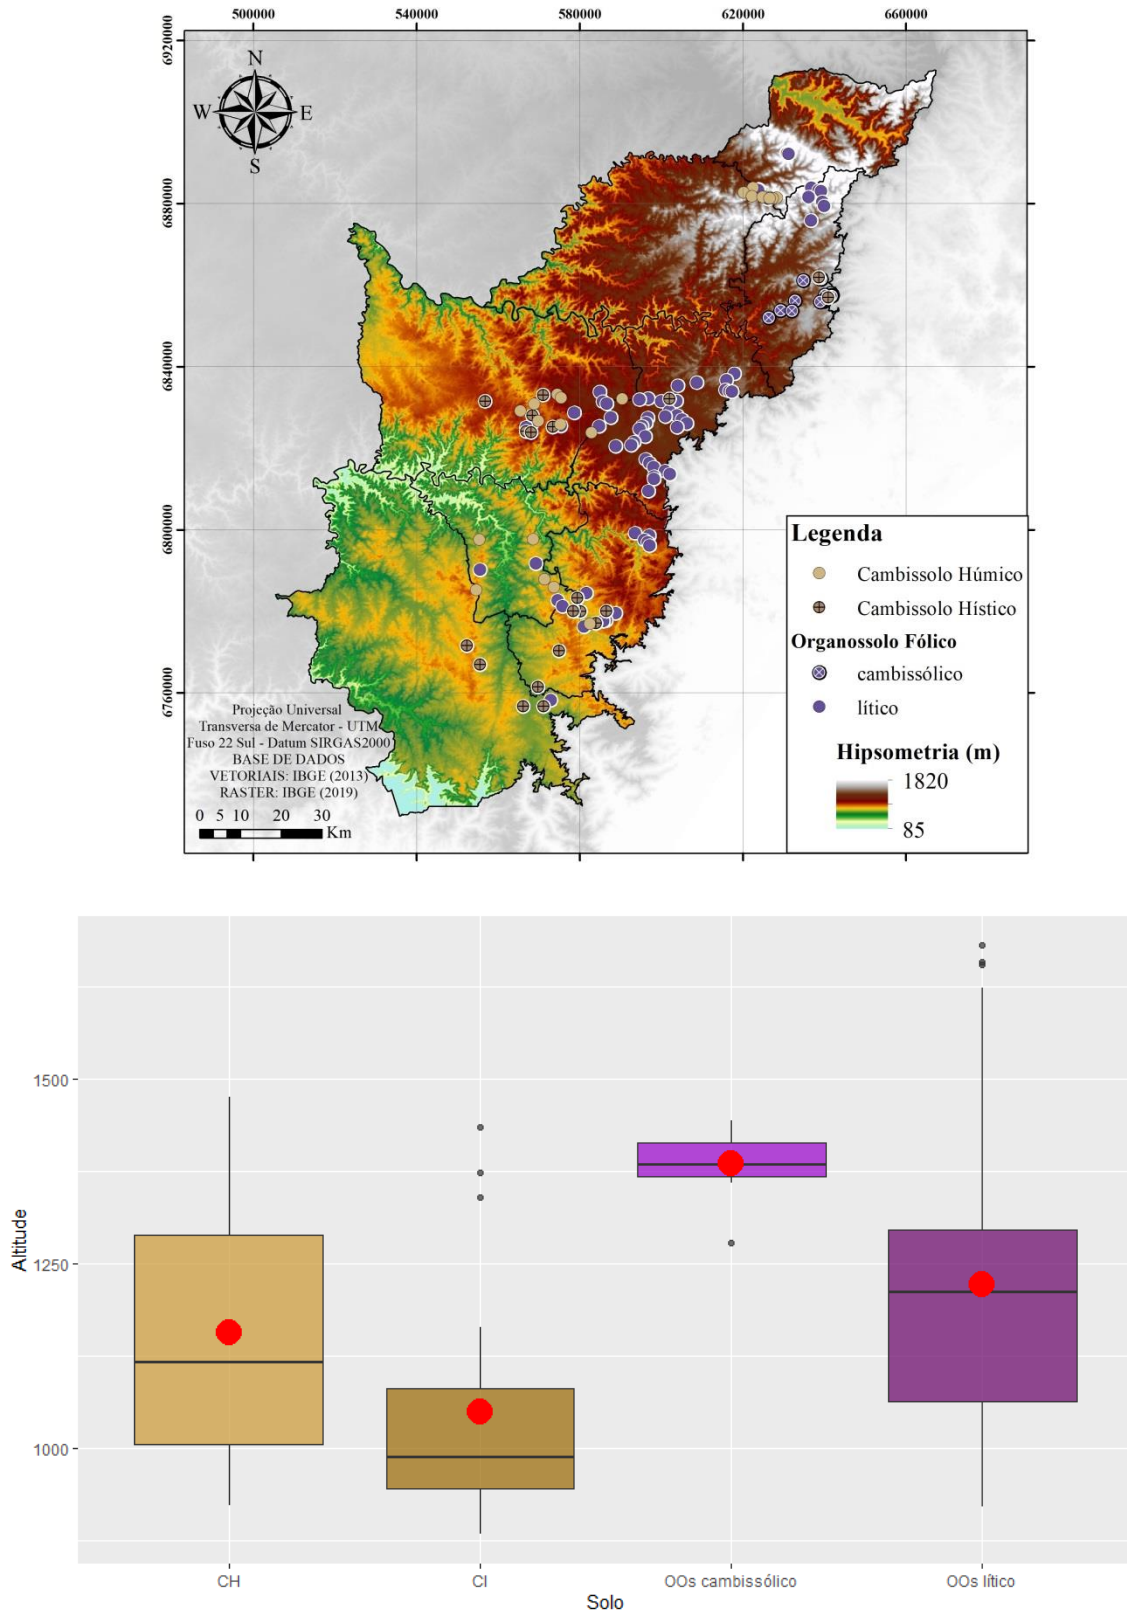 500000 540000 580000 620000 660000
6920000
6880000
6840000
6800000
6760000
N
W E
S
Legenda
Cambissolo Húmico
Cambissolo Hístico
Organossolo Fólico
cambissólico
lítico
Hipsometria (m)
1820
85
Projeção Universal
Transversa de Mercator - UTM
Fuso 22 Sul - Datum SIRGAS2000
BASE DE DADOS
VETORIAIS: IBGE (2013)
RASTER: IBGE (2019)
0 5 10 20 30
Km
Altitude
1500
1250
1000
CH CI OOs cambissólico OOs lítico
Solo